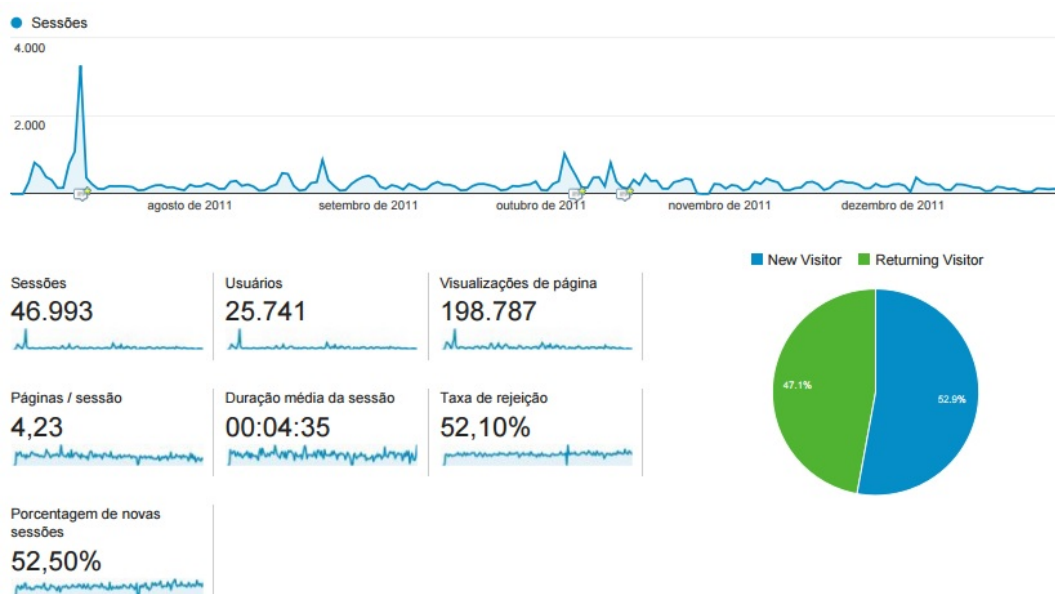 Sessões
4.000
2.000
agosto de 2011
setembro de 2011
outubro de 2011
novembro de 2011
dezembro de 2011
New Visitor
Returning Visitor
Sessões
46.993
Usuários
25.741
Visualizações de página
198.787
47.1%
52.9%
Páginas / sessão
4,23
Duração média da sessão
00:04:35
Taxa de rejeição
52,10%
Porcentagem de novas
sessões
52,50%